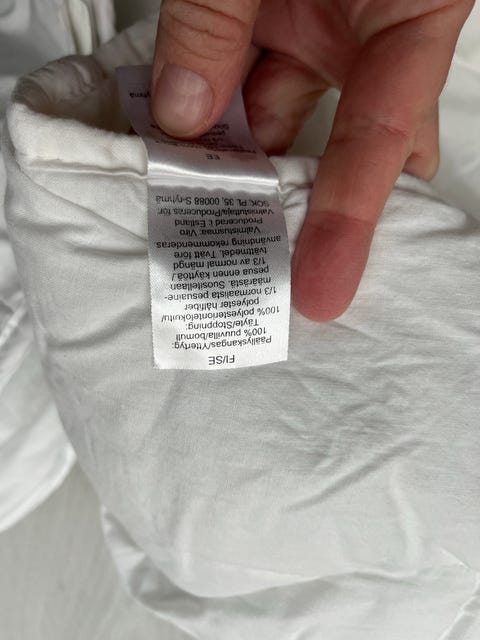 FI/SE
Päällyskangas/Yttertyg:
100% puuvilla/bomull
Täyte/Stoppning:
100% polyesterionteloKuitu/
polyester hålfiber
1/3 normaalista pesuaine-
määrästä. Suositellaan
pesua ennen käyttöä/
1/3 av normal mängd
tvättmedel. Tvätt före
användning rekommenderas.
Valmistusmaa: Viro
Producerad i: Estland
Valmistuttaja/Produceras för:
SOK, PL 35, 00088 S-ryhmä
EE